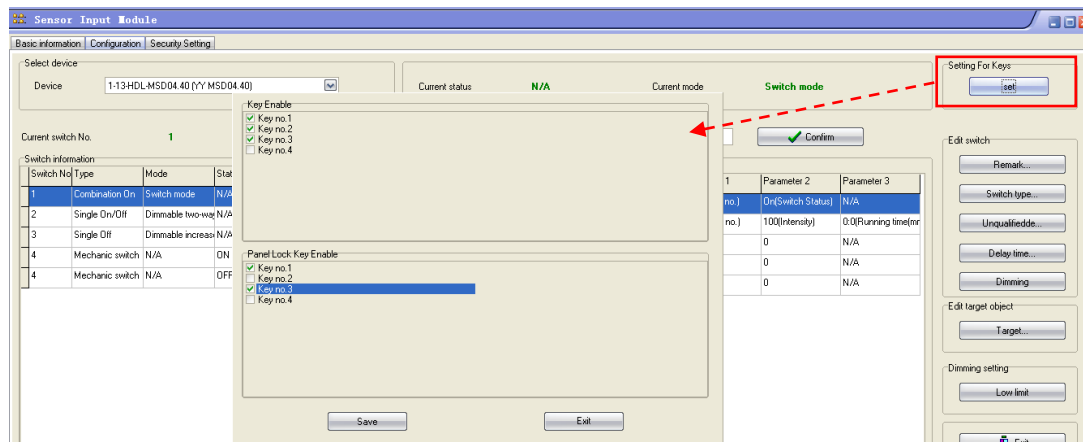 Sensor Input Module
Basic information Configuration Security Setting
Select device
Device 1-13-HDL-MSD04.40 (YY MSD04.40)
Current status N/A Current mode Switch mode
Setting For Keys
set
Key Enable
Key no.1
Key no.2
Key no.3
Key no.4
Current switch No. 1
Confirm
Edit switch
Remark...
Switch type...
Unqualifiedde...
Delay time...
Dimming
Switch information
Switch No Type Mode Stat 1 Parameter 2 Parameter 3
1 Combination On Switch mode N/A no.) On(Switch Status) N/A
2 Single On/Off Dimmable two-way N/A no.) 100(Intensity) 0:0(Running time(mr
3 Single Off Dimmable increas N/A 0 N/A
4 Mechanic switch N/A ON 0 N/A
4 Mechanic switch N/A OFF 0 N/A
Panel Lock Key Enable
Key no.1
Key no.2
Key no.3
Key no.4
Edit target object
Target...
Dimming setting
Low limit
Save Exit
Exit